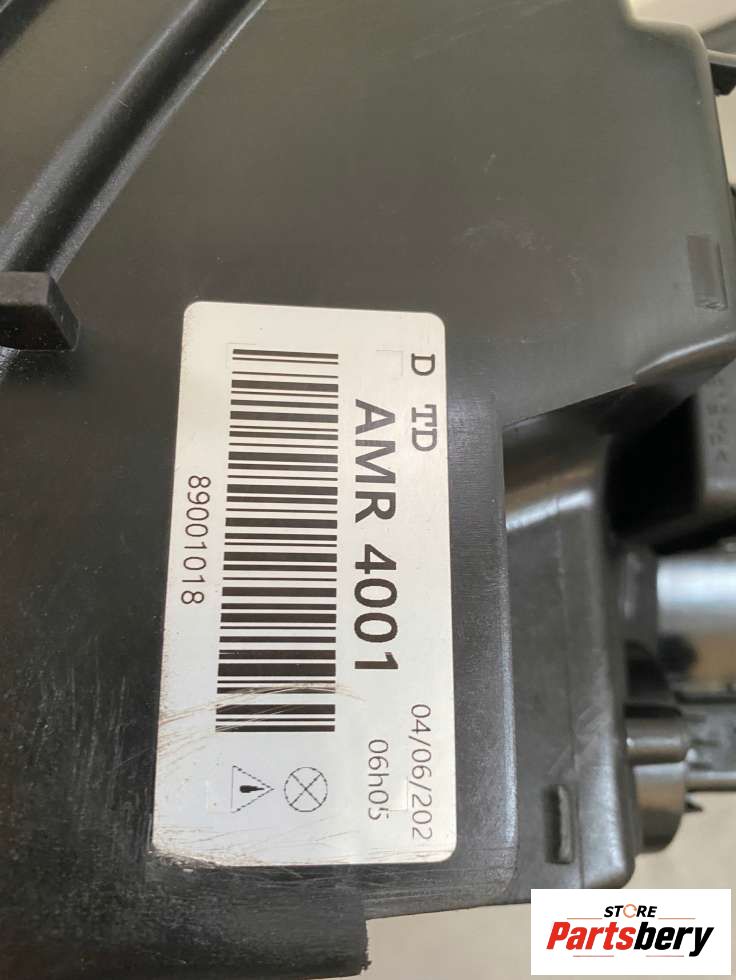 D TD
AMR 4001
04/06/202
06h05
89001018
STORE
Partsbery